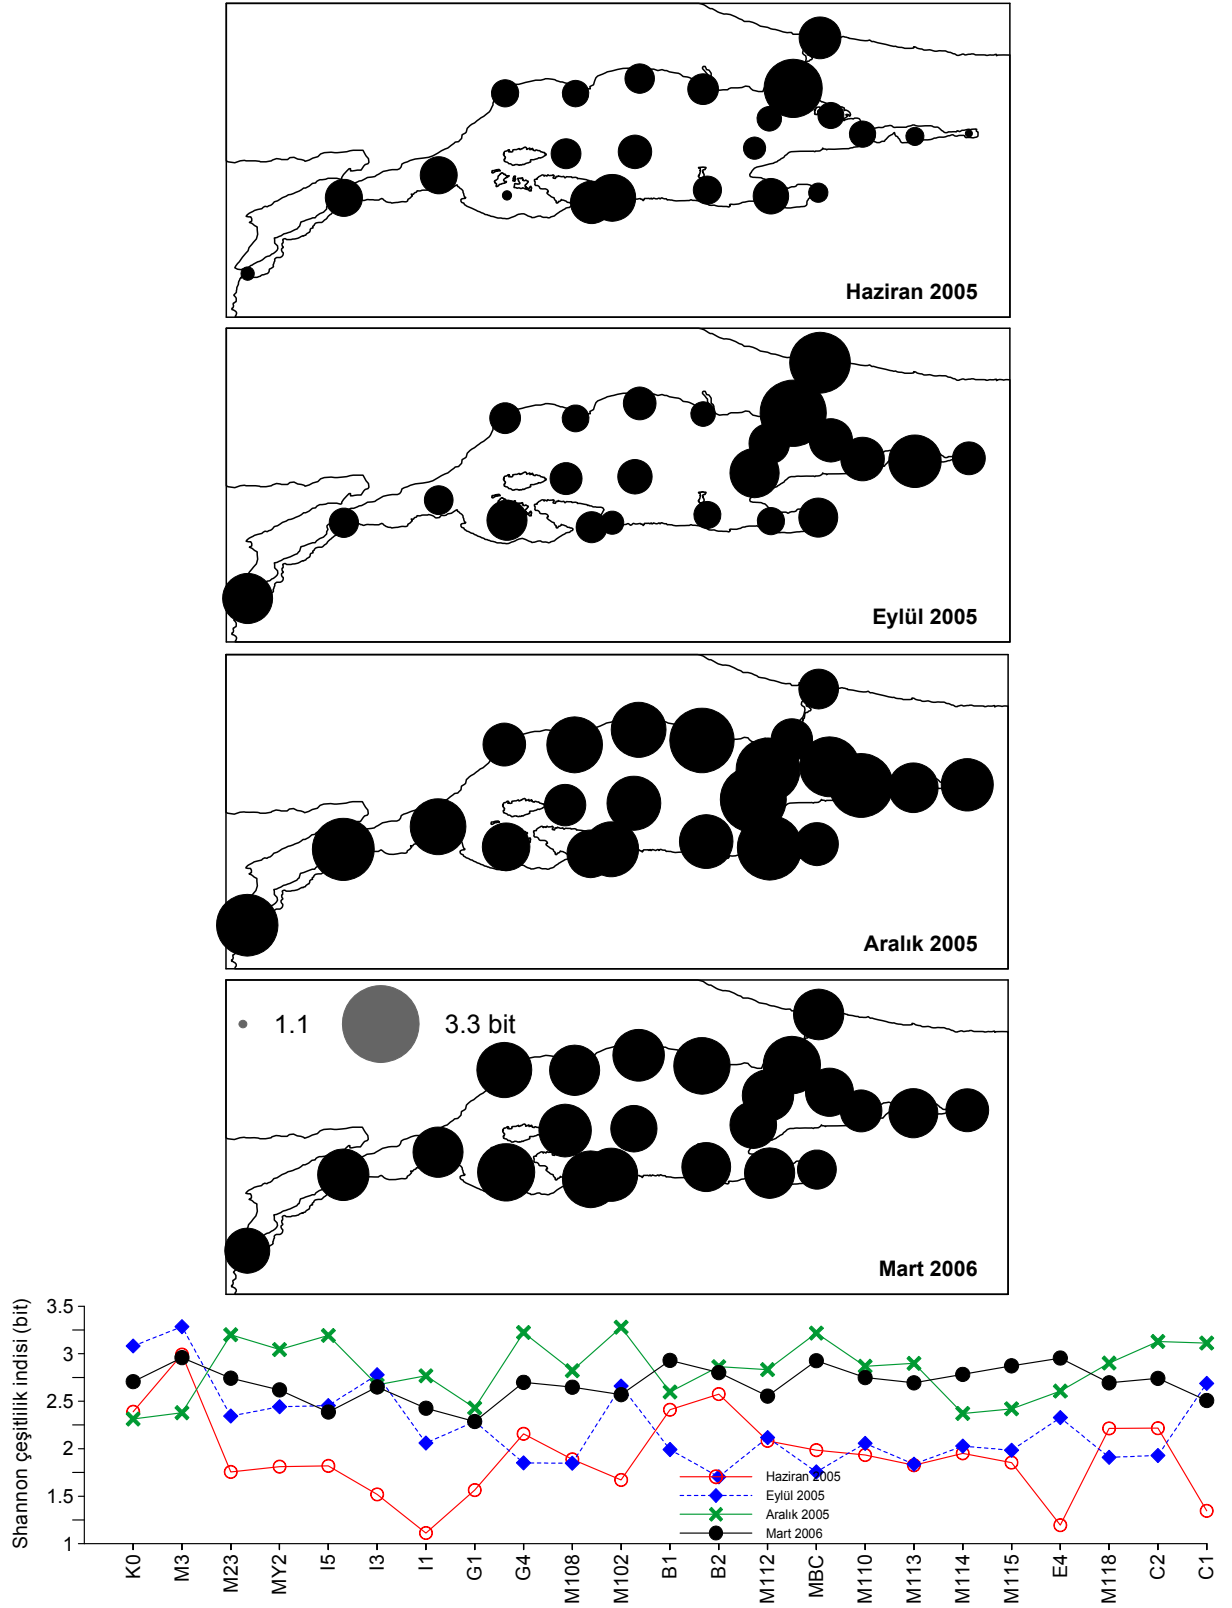 Haziran 2005
Eylül 2005
Aralık 2005
1.1
3.3 bit
Mart 2006
Shannon çeşitlilik indisi (bit)
3.5
3
2.5
2
1.5
1
Haziran 2005
Eylül 2005
Aralık 2005
Mart 2006
K0 M3 M23 MY2 I5 I3 I1 G1 G4 M108 M102 B1 B2 M112 MBC M110 M113 M114 M115 E4 M118 C2 C1